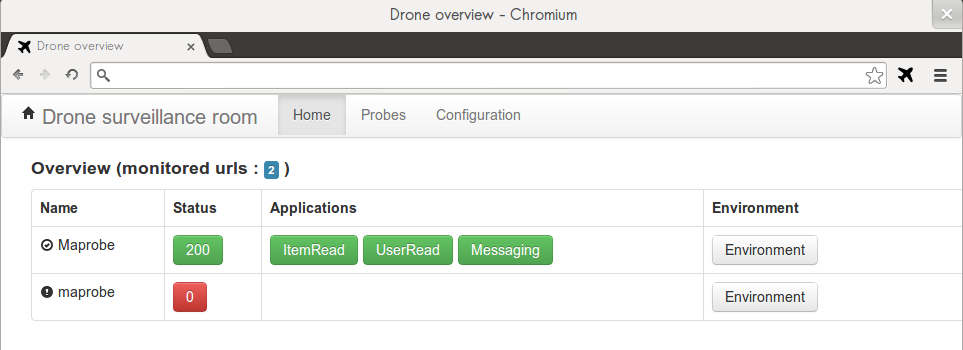 Drone overview - Chromium
Drone overview
Drone surveillance room Home Probes Configuration
Overview (monitored urls : 2 )
Name Status Applications Environment
Maprobe 200 ItemRead UserRead Messaging Environment
maprobe 0 Environment